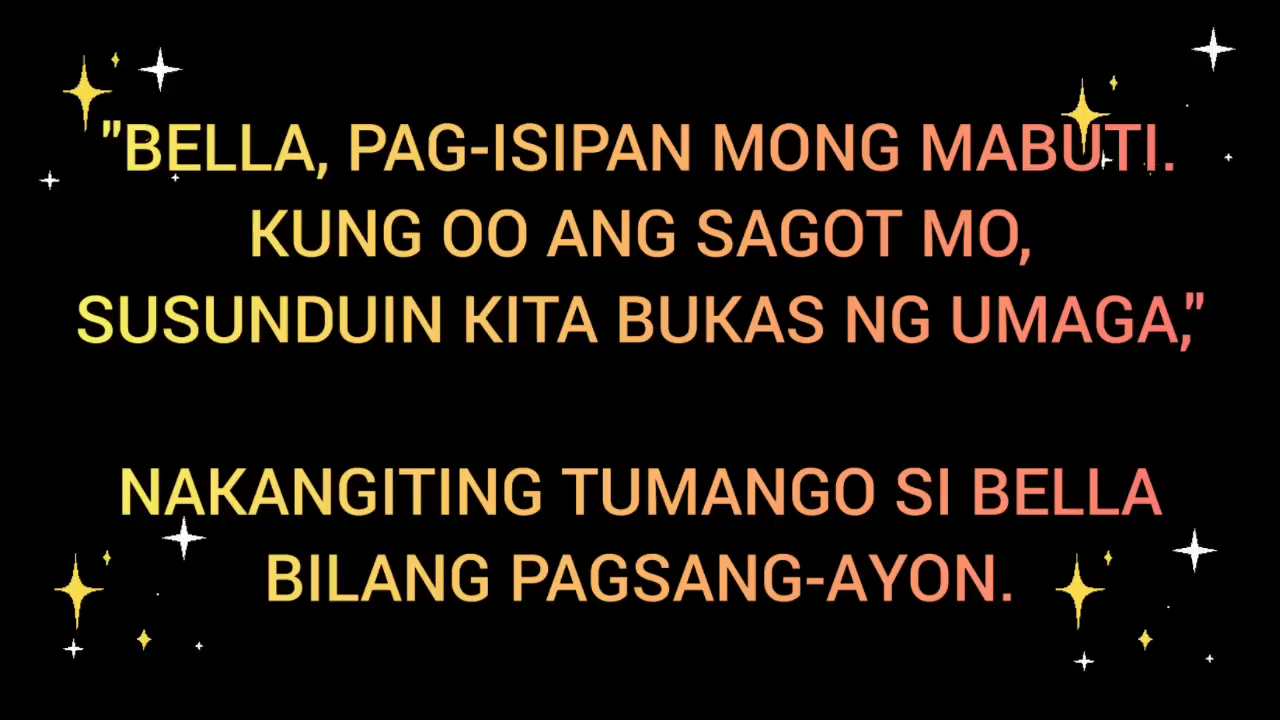 "BELLA, PAG-ISIPAN MONG MABUTI.
KUNG OO ANG SAGOT MO,
SUSUNDUIN KITA BUKAS NG UMAGA,"
NAKANGITING TUMANGO SI BELLA
BILANG PAGSANG-AYON.